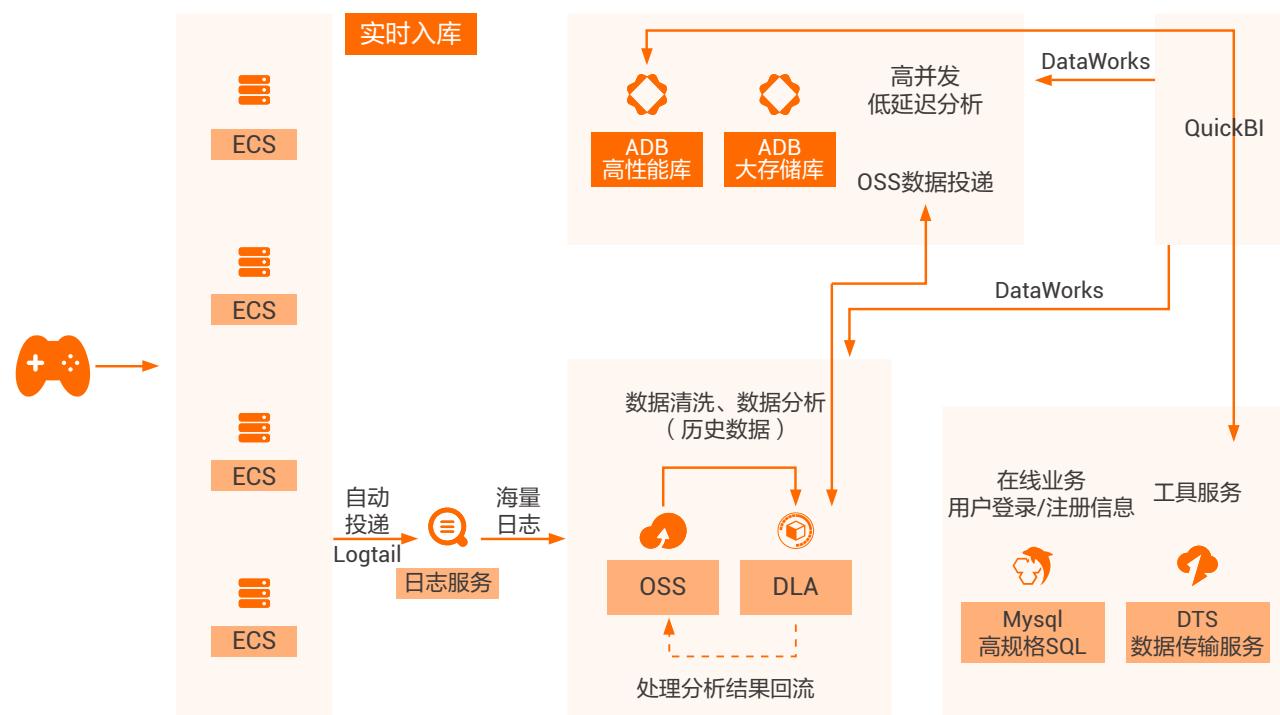 实时入库
ECS
ECS
ECS
ECS
自动
投递
Logtail
日志服务
海量
日志
ADB
高性能库
ADB
大存储库
高并发
低延迟分析
OSS数据投递
DataWorks
QuickBI
DataWorks
数据清洗、数据分析
（历史数据）
OSS
DLA
处理分析结果回流
在线业务
用户登录/注册信息
工具服务
Mysql
高规格SQL
DTS
数据传输服务